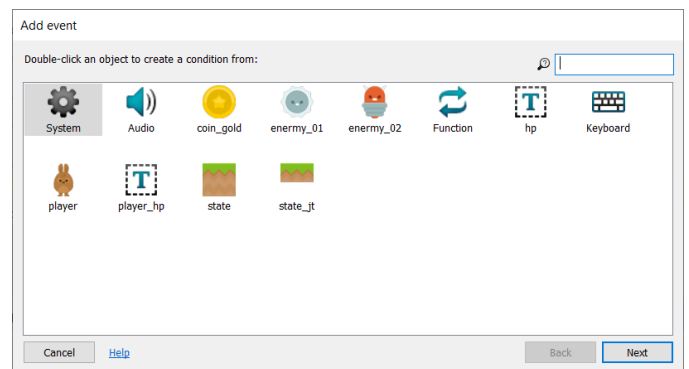 Add event
Double-click an object to create a condition from:
System Audio coin_gold enermy_01 enermy_02 Function hp Keyboard
player player_hp state state_jt
Cancel Help Back Next